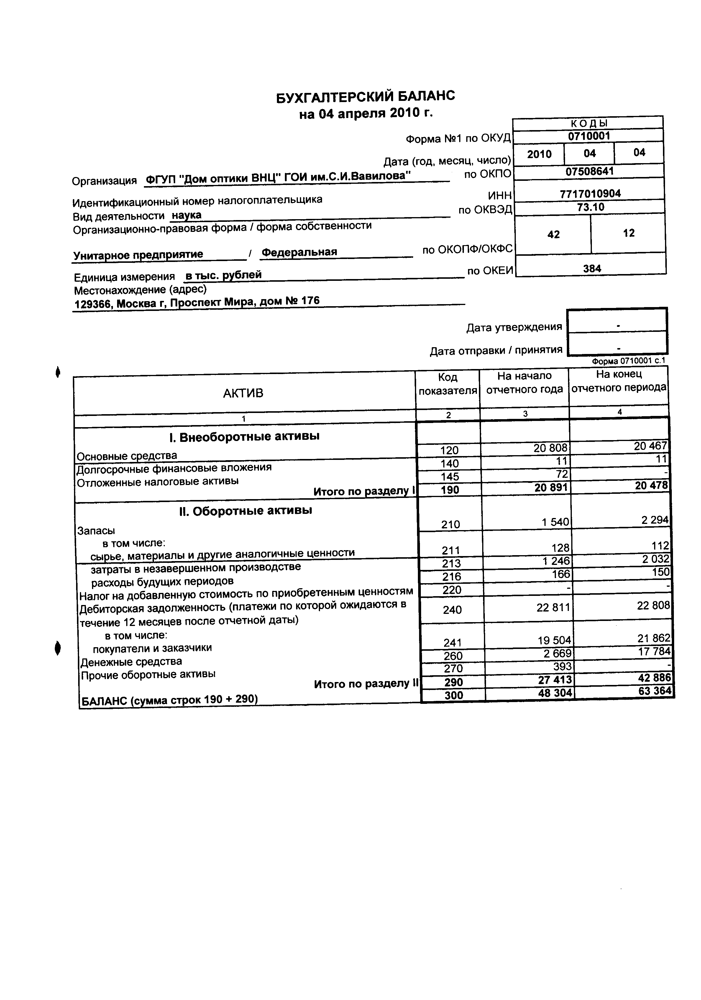 БУХГАЛТЕРСКИЙ БАЛАНС
на 04 апреля 2010 г.
К О Д Ы
Форма №1 по ОКУД 0710001
Дата (год, месяц, число) 2010 04 04
Организация ФГУП "Дом оптики ВНЦ" ГОИ им.С.И.Вавилова" по ОКПО 07508641
Идентификационный номер налогоплательщика ИНН 7717010904
Вид деятельности наука по ОКВЭД 73.10
Организационно-правовая форма / форма собственности
Унитарное предприятие / Федеральная по ОКОПФ/ОКФС 42 12
Единица измерения в тыс. рублей по ОКЕИ 384
Местонахождение (адрес)
129366, Москва г, Проспект Мира, дом № 176
Дата утверждения -
Дата отправки / принятия -
Форма 0710001 с.1
АКТИВ Код показателя На начало отчетного года На конец отчетного периода
1 2 3 4
I. Внеоборотные активы
Основные средства 120 20 808 20 467
Долгосрочные финансовые вложения 140 11 11
Отложенные налоговые активы 145 72 -
Итого по разделу I 190 20 891 20 478
II. Оборотные активы
Запасы 210 1 540 2 294
в том числе:
сырье, материалы и другие аналогичные ценности 211 128 112
затраты в незавершенном производстве 213 1 246 2 032
расходы будущих периодов 216 166 150
Налог на добавленную стоимость по приобретенным ценностям 220 - -
Дебиторская задолженность (платежи по которой ожидаются в
течение 12 месяцев после отчетной даты) 240 22 811 22 808
в том числе:
покупатели и заказчики 241 19 504 21 862
Денежные средства 260 2 669 17 784
Прочие оборотные активы 270 393 -
Итого по разделу II 290 27 413 42 886
БАЛАНС (сумма строк 190 + 290) 300 48 304 63 364